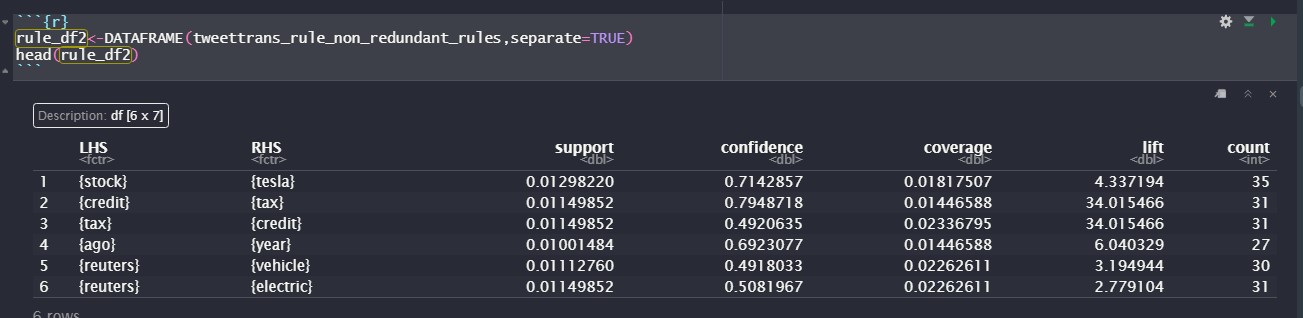 ```{r}
rule_df2<-DATAFRAME(tweettrans_rule_non_redundant_rules,separate=TRUE)
head(rule_df2)
```
Description: df [6 x 7]
LHS RHS support confidence coverage lift count
<fctr> <fctr> <dbl> <dbl> <dbl> <dbl> <int>
1 {stock} {tesla} 0.01298220 0.7142857 0.01817507 4.337194 35
2 {credit} {tax} 0.01149852 0.7948718 0.01446588 34.015466 31
3 {tax} {credit} 0.01149852 0.4920635 0.02336795 34.015466 31
4 {ago} {year} 0.01001484 0.6923077 0.01446588 6.040329 27
5 {reuters} {vehicle} 0.01112760 0.4918033 0.02262611 3.194944 30
6 {reuters} {electric} 0.01149852 0.5081967 0.02262611 2.779104 31
6 rows